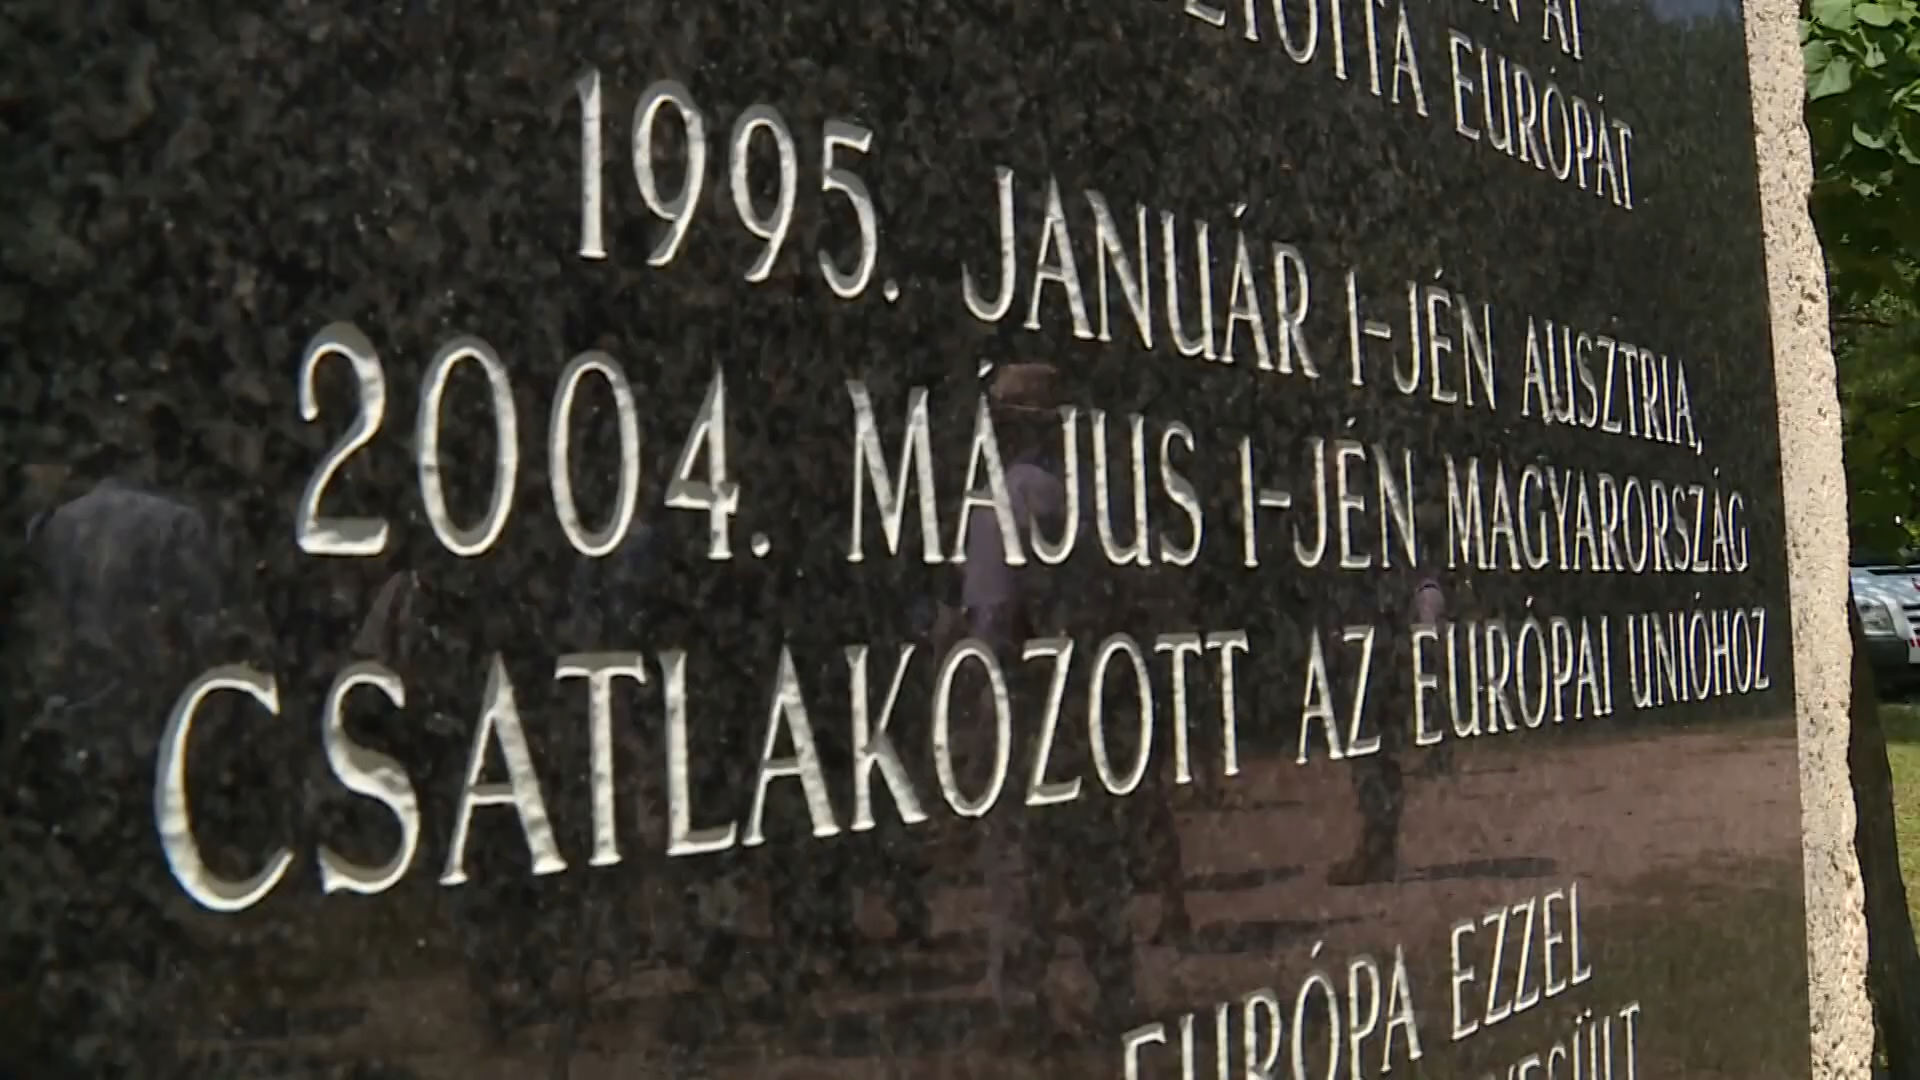 EURÓPÁT
1995. JANUÁR 1-JÉN AUSZTRIA,
2004. MÁJUS 1-JÉN MAGYARORSZÁG
CSATLAKOZOTT AZ EURÓPAI UNIÓHOZ
EURÓPA EZZEL